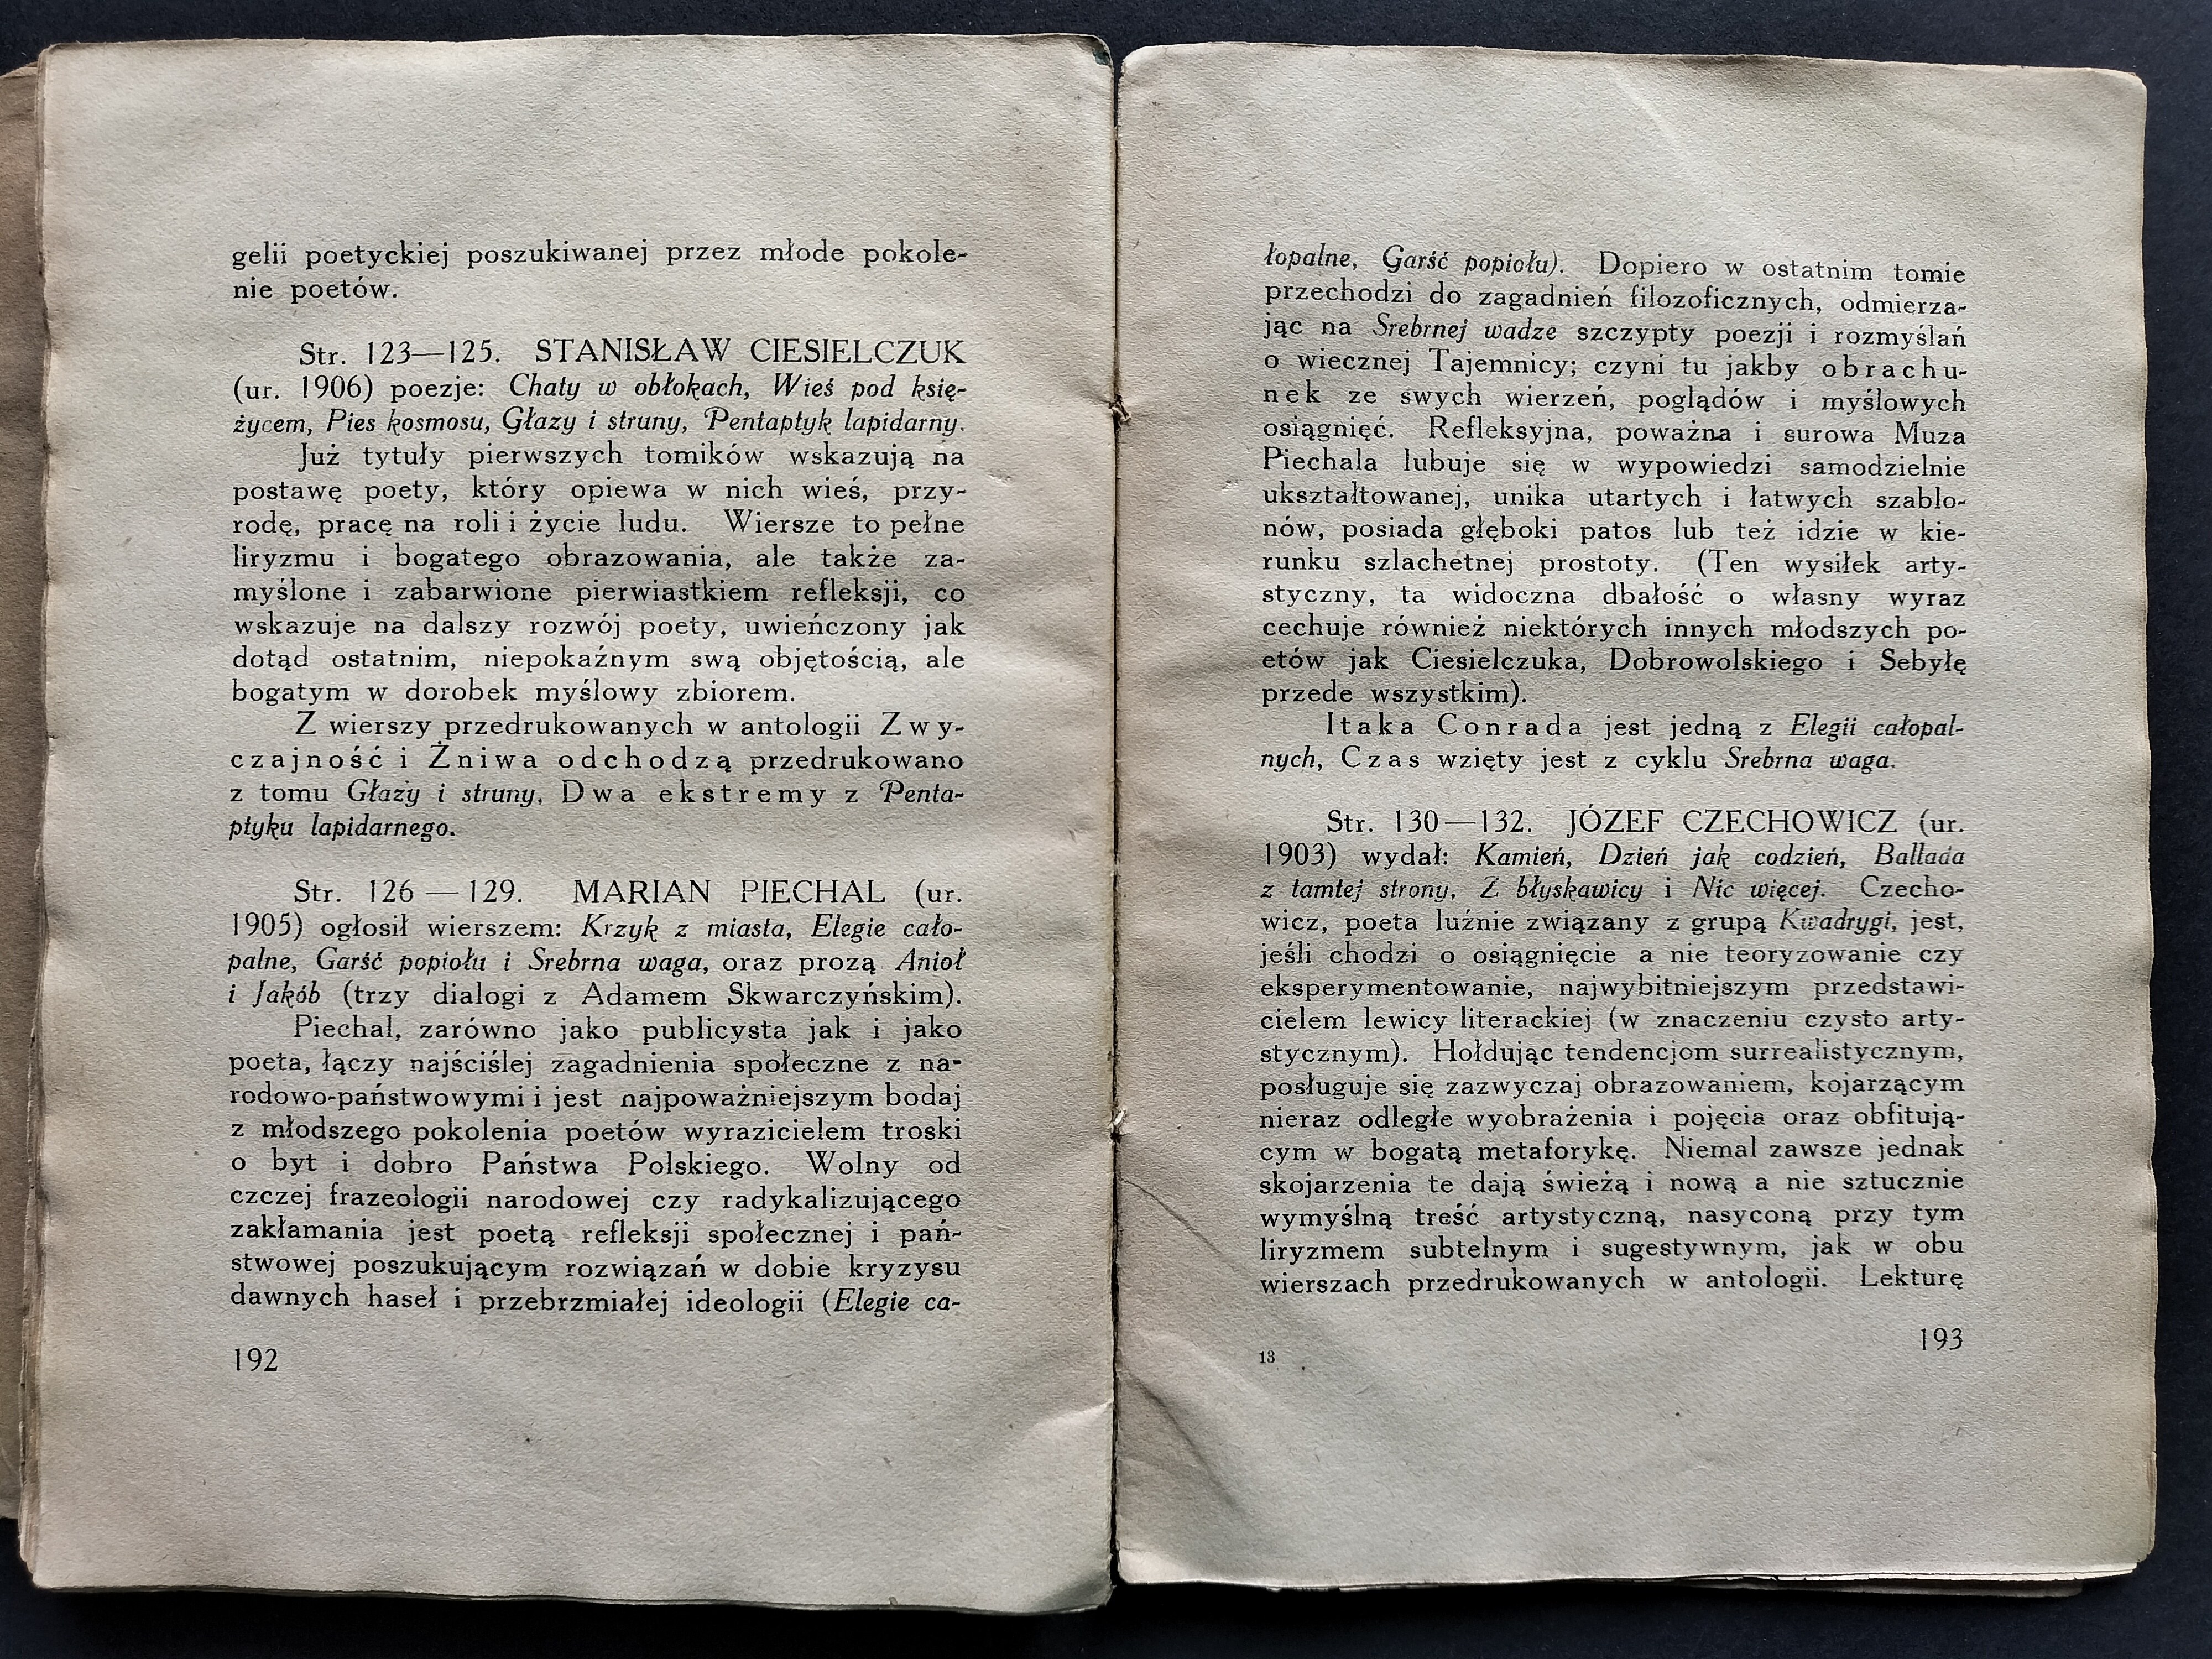 gelii poetyckiej poszukiwanej przez młode pokole-
nie poetów.
Str. 123—125. STANISŁAW CIESIELCZUK
(ur. 1906) poezje: Chaty w obłokach, Wieś pod księ-
życem, Pies kosmosu, Głazy i struny, Pentaptyk lapidarny.
Już tytuły pierwszych tomików wskazują na
postawę poety, który opiewa w nich wieś, przy-
rodę, pracę na roli i życie ludu. Wiersze to pełne
liryzmu i bogatego obrazowania, ale także za-
myślone i zabarwione pierwiastkiem refleksji, co
wskazuje na dalszy rozwój poety, uwieńczony jak
dotąd ostatnim, niepokaźnym swą objętością, ale
bogatym w dorobek myślowy zbiorem.
Z wierszy przedrukowanych w antologii Zwy-
czajność i Żniwa odchodzą przedrukowano
z tomu Głazy i struny, Dwa ekstremy z Penta-
ptyku lapidarnego.
Str. 126 — 129. MARIAN PIECHAL (ur.
1905) ogłosił wierszem: Krzyk z miasta, Elegie cało-
palne, Garść popiołu i Srebrna waga, oraz prozą Anioł
i Jakób (trzy dialogi z Adamem Skwarczyńskim).
Piechal, zarówno jako publicysta jak i jako
poeta, łączy najściślej zagadnienia społeczne z na-
rodowo-państwowymi i jest najpoważniejszym bodaj
z młodszego pokolenia poetów wyrazicielem troski
o byt i dobro Państwa Polskiego. Wolny od
czczej frazeologii narodowej czy radykalizującego
zakłamania jest poetą refleksji społecznej i pań-
stwowej poszukującym rozwiązań w dobie kryzysu
dawnych haseł i przebrzmiałej ideologii (Elegie ca-
192
łopalne, Garść popiołu). Dopiero w ostatnim tomie
przechodzi do zagadnień filozoficznych, odmierza-
jąc na Srebrnej wadze szczypty poezji i rozmyślań
o wiecznej Tajemnicy; czyni tu jakby obrachu-
nek ze swych wierzeń, poglądów i myślowych
osiągnięć. Refleksyjna, poważna i surowa Muza
Piechala lubuje się w wypowiedzi samodzielnie
ukształtowanej, unika utartych i łatwych szablo-
nów, posiada głęboki patos lub też idzie w kie-
runku szlachetnej prostoty. (Ten wysiłek arty-
styczny, ta widoczna dbałość o własny wyraz
cechuje również niektórych innych młodszych po-
etów jak Ciesielczuka, Dobrowolskiego i Sebyłę
przede wszystkim).
Itaka Conrada jest jedną z Elegii całopal-
nych, Czas wzięty jest z cyklu Srebrna waga.
Str. 130—132. JÓZEF CZECHOWICZ (ur.
1903) wydał: Kamień, Dzień jak codzień, Ballada
z tamtej strony, Z błyskawicy i Nic więcej. Czecho-
wicz, poeta luźnie związany z grupą Kwadrygi, jest,
jeśli chodzi o osiągnięcie a nie teoryzowanie czy
eksperymentowanie, najwybitniejszym przedstawi-
cielem lewicy literackiej (w znaczeniu czysto arty-
stycznym). Hołdując tendencjom surrealistycznym,
posługuje się zazwyczaj obrazowaniem, kojarzącym
nieraz odległe wyobrażenia i pojęcia oraz obfitują-
cym w bogatą metaforykę. Niemal zawsze jednak
skojarzenia te dają świeżą i nową a nie sztucznie
wymyślną treść artystyczną, nasyconą przy tym
liryzmem subtelnym i sugestywnym, jak w obu
wierszach przedrukowanych w antologii. Lekturę
193
13